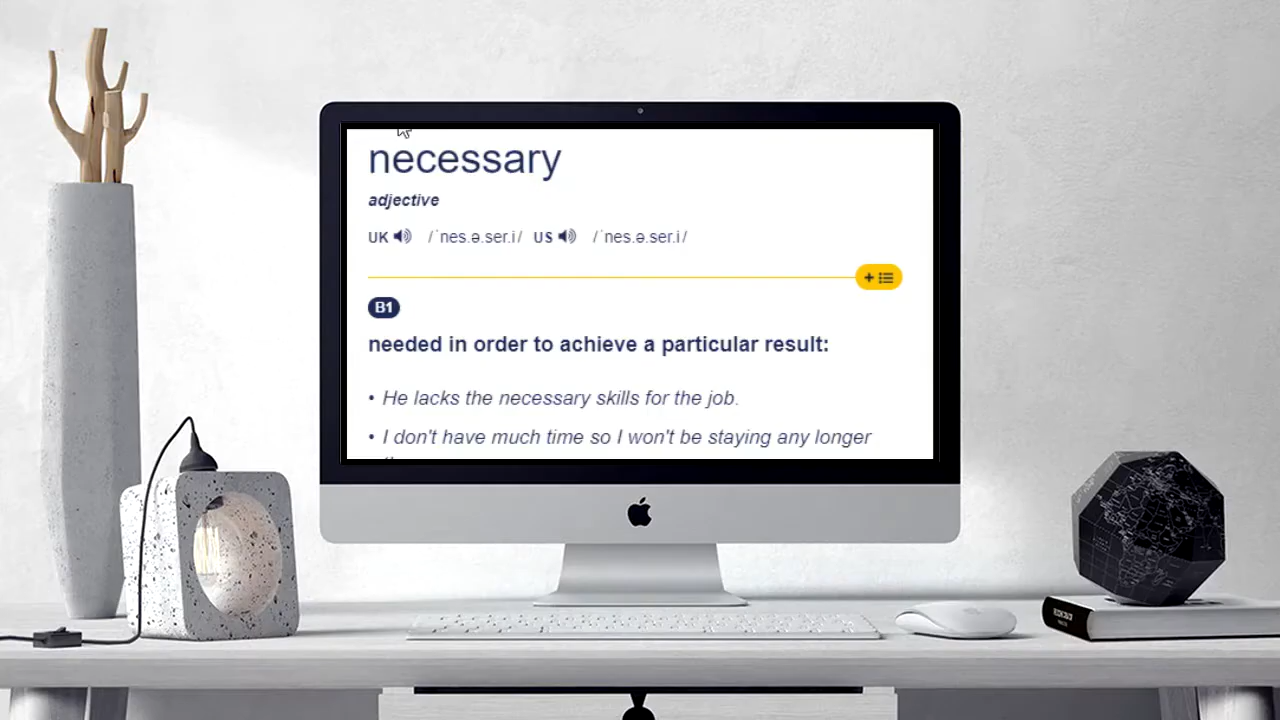 necessary
adjective
UK /ˈnes.ə.ser.i/ US /ˈnes.ə.ser.i/
B1
needed in order to achieve a particular result:
• He lacks the necessary skills for the job.
• I don't have much time so I won't be staying any longer